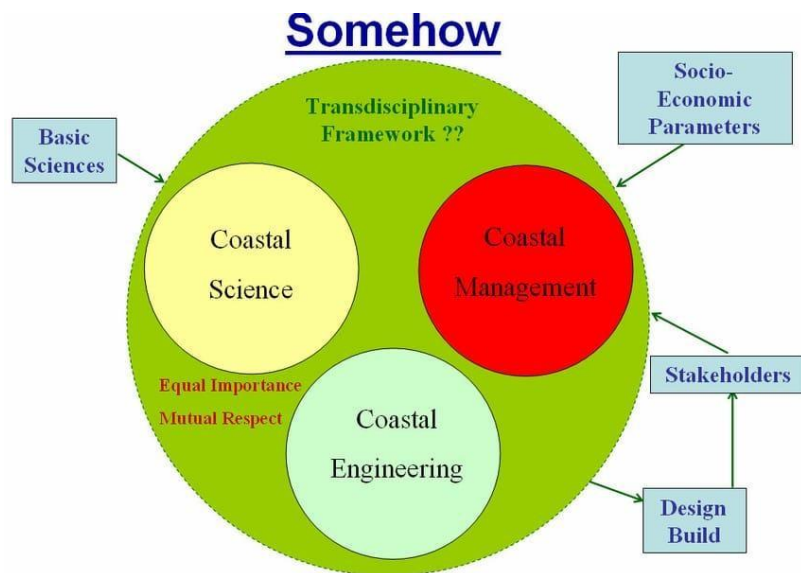 Somehow
Transdisciplinary
Framework ??
Basic
Sciences
Socio-
Economic
Parameters
Coastal
Science
Coastal
Management
Equal Importance
Mutual Respect
Coastal
Engineering
Stakeholders
Design
Build